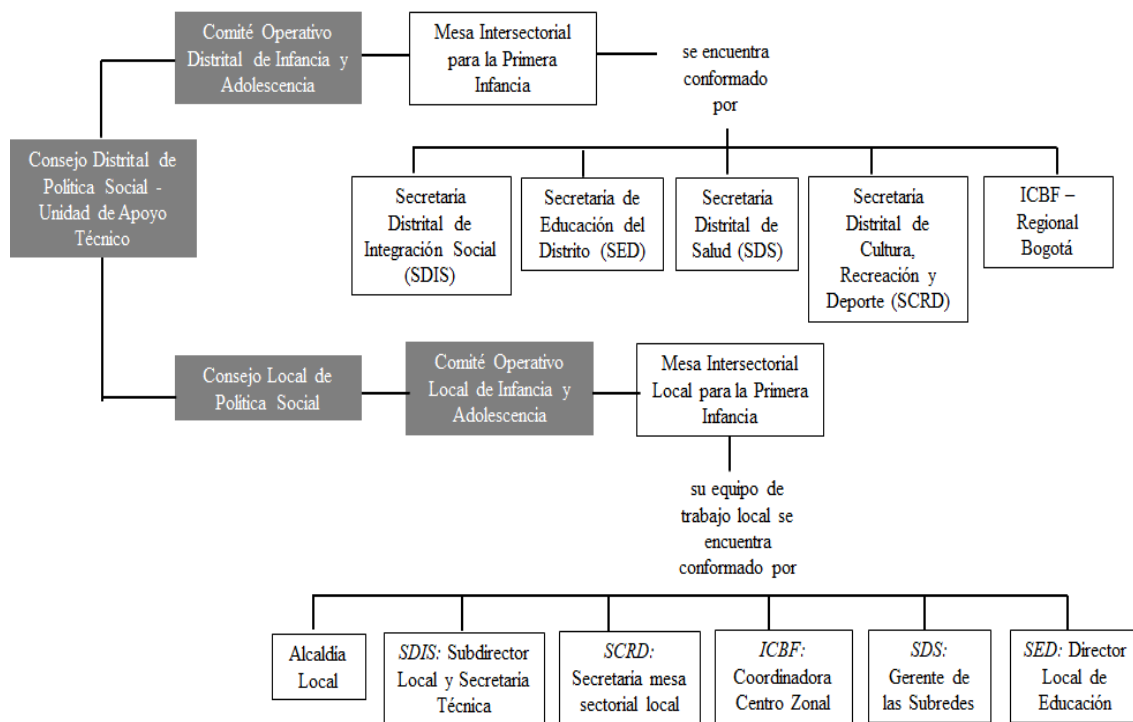 Comité Operativo
Distrital de Infancia y
Adolescencia
Mesa Intersectorial
para la Primera
Infancia
se encuentra
conformado
por
Consejo Distrital de
Política Social -
Unidad de Apoyo
Técnico
Secretaría
Distrital de
Integración Social
(SDIS)
Secretaría de
Educación del
Distrito (SED)
Secretaría
Distrital de
Salud (SDS)
Secretaría
Distrital de
Cultura,
Recreación y
Deporte (SCRD)
ICBF –
Regional
Bogotá
Consejo Local de
Política Social
Comité Operativo
Local de Infancia y
Adolescencia
Mesa Intersectorial
Local para la Primera
Infancia
su equipo de
trabajo local se
encuentra
conformado por
Alcaldía
Local
SDIS: Subdirector
Local y Secretaria
Técnica
SCRD:
Secretaria mesa
sectorial local
ICBF:
Coordinadora
Centro Zonal
SDS:
Gerente de
las Subredes
SED: Director
Local de
Educación